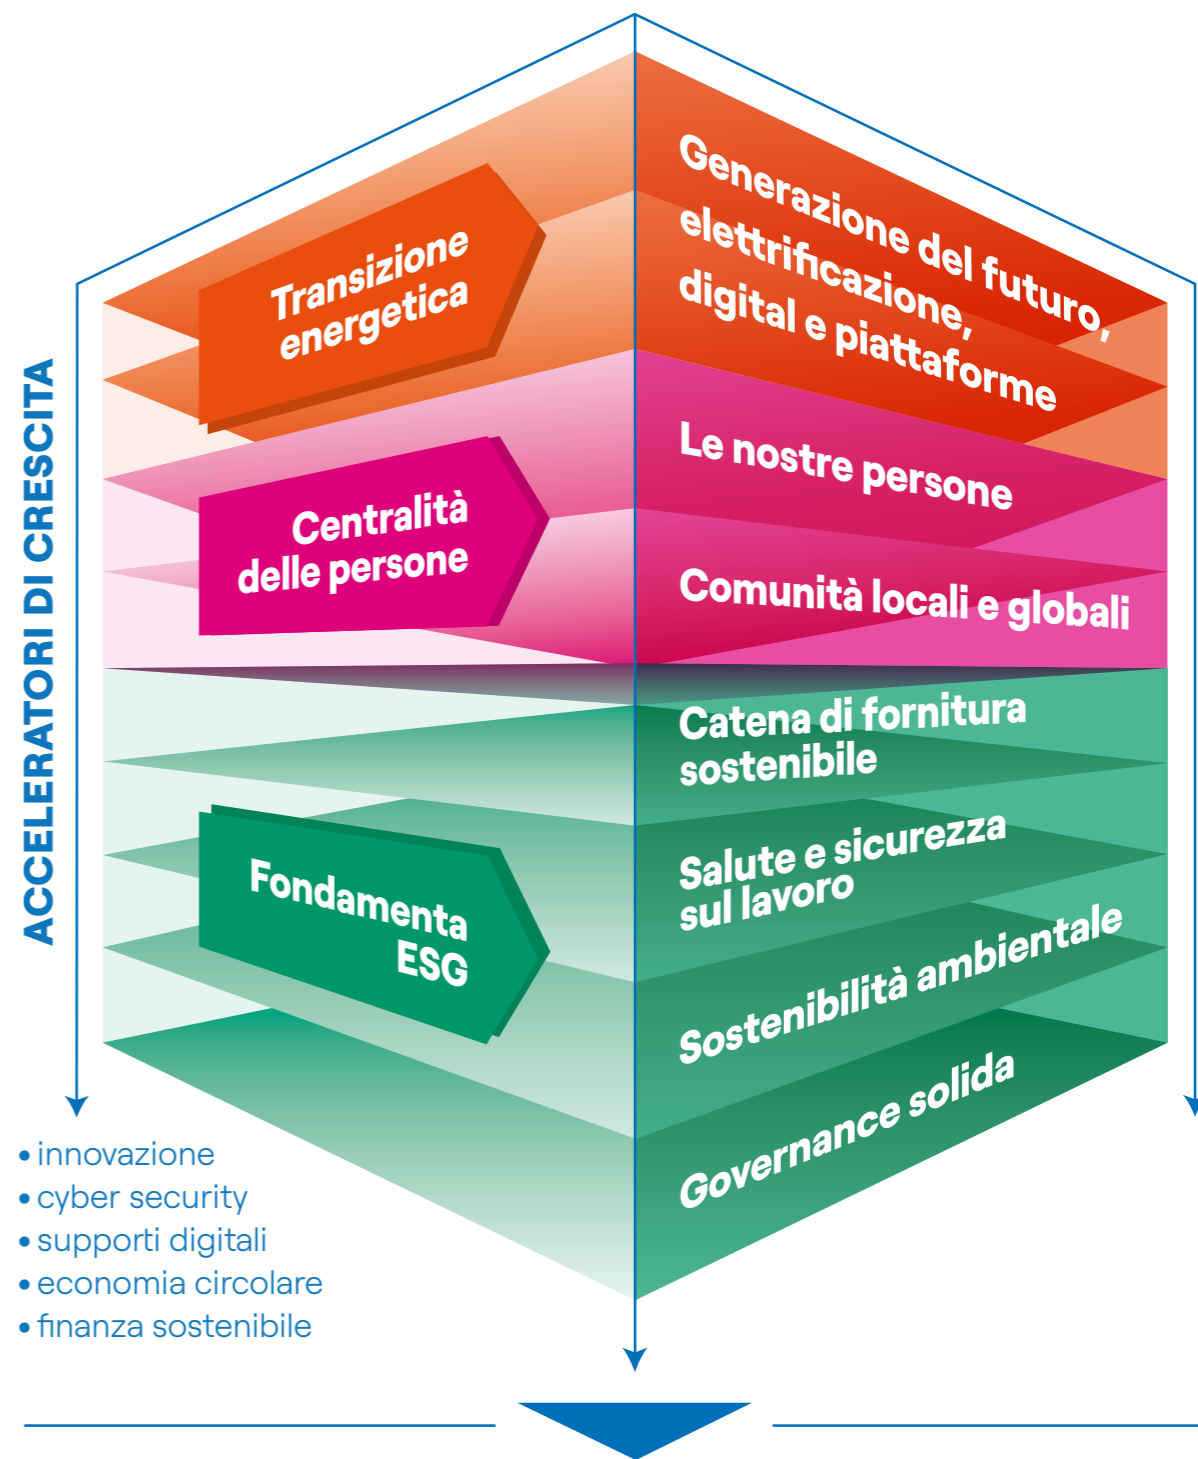 ACCELERATORI DI CRESCITA
Transizione
energetica
Generazione del futuro,
elettrificazione,
digital e piattaforme
Centralità
delle persone
Le nostre persone
Comunità locali e globali
Fondamenta
ESG
Catena di fornitura
sostenibile
Salute e sicurezza
sul lavoro
Sostenibilità ambientale
Governance solida
• innovazione
• cyber security
• supporti digitali
• economia circolare
• finanza sostenibile